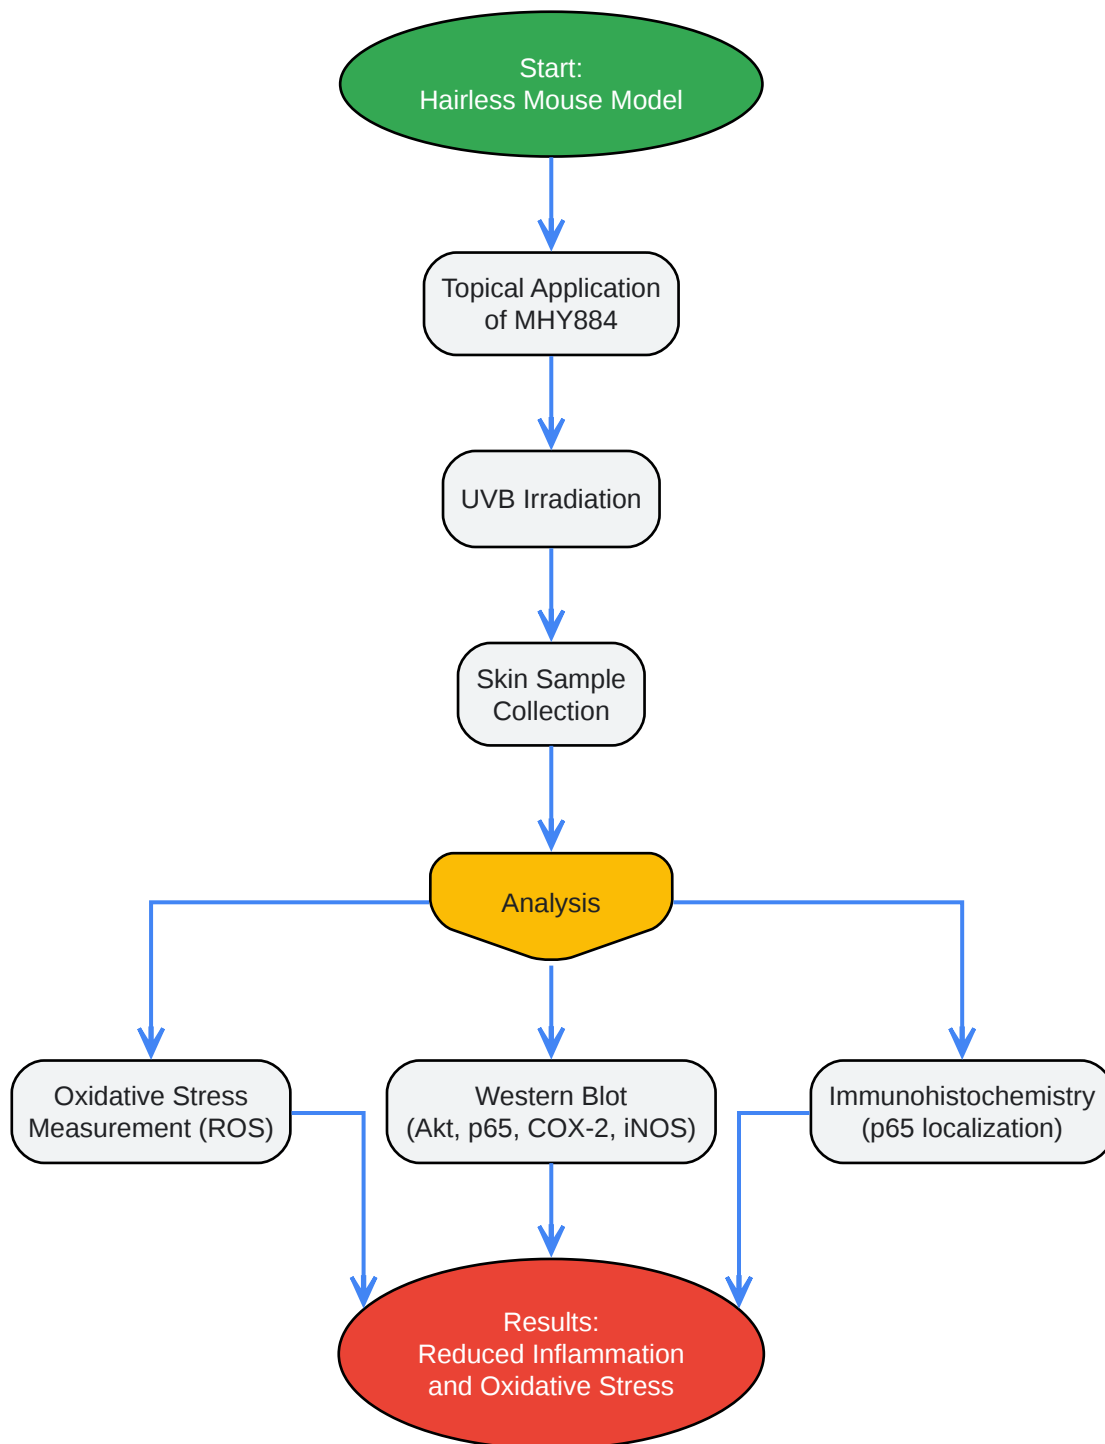 Start:
Hairless Mouse Model
Topical Application
of MHY884
UVB Irradiation
Skin Sample
Collection
Analysis
Oxidative Stress
Measurement (ROS)
Western Blot
(Akt, p65, COX-2, iNOS)
Immunohistochemistry
(p65 localization)
Results:
Reduced Inflammation
and Oxidative Stress